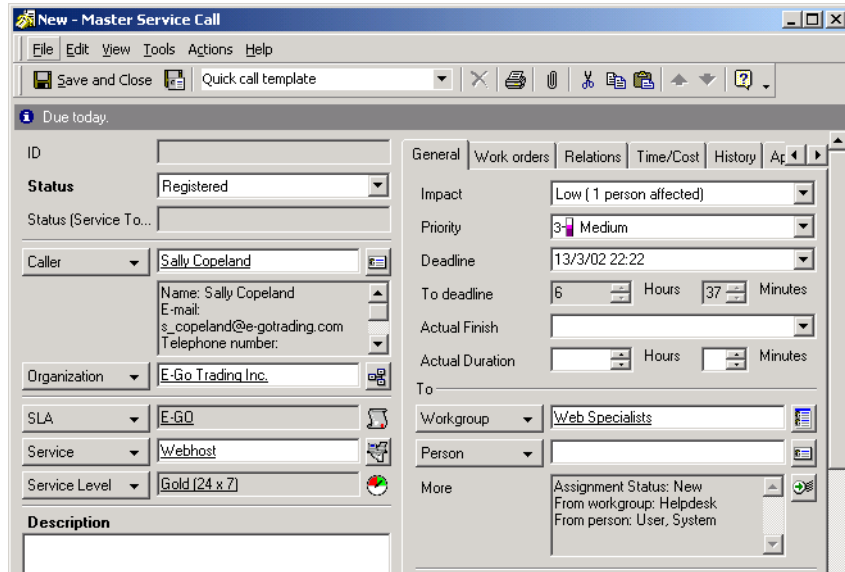 New - Master Service Call
File Edit View Tools Actions Help
Save and Close Quick call template
Due today.
ID
Status Registered
Status (Service To...
Caller Sally Copeland
Name: Sally Copeland
E-mail:
s_copeland@e-gotrading.com
Telephone number:
Organization E-Go Trading Inc.
SLA E-GO
Service Webhost
Service Level Gold (24 x 7)
Description
General Work orders Relations Time/Cost History Ap
Impact Low ( 1 person affected)
Priority 3- Medium
Deadline 13/3/02 22:22
To deadline 6 Hours 37 Minutes
Actual Finish
Actual Duration Hours Minutes
To
Workgroup Web Specialists
Person
More Assignment Status: New
From workgroup: Helpdesk
From person: User, System